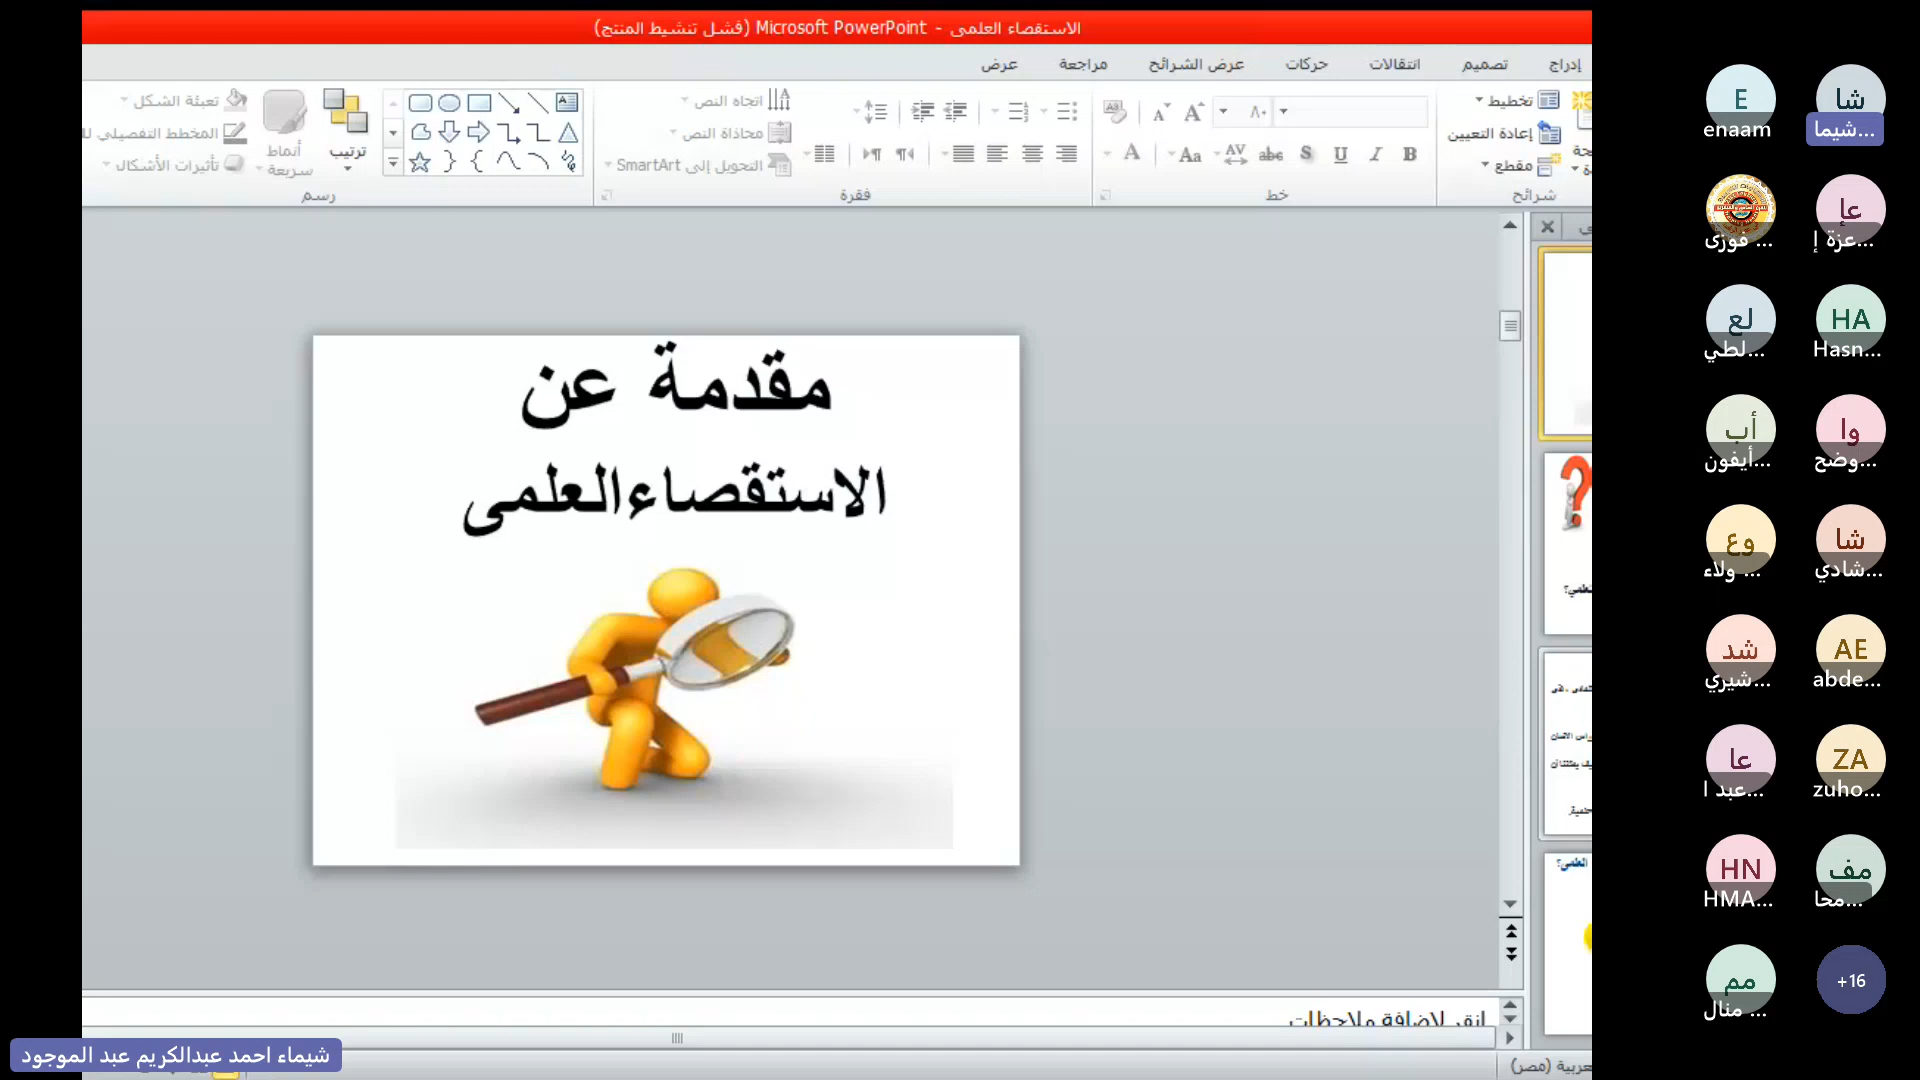 الاستقصاء العلمى - Microsoft PowerPoint (فشل تنشيط المنتج)
إدراج
تصميم
انتقالات
حركات
عرض الشرائح
مراجعة
عرض
تخطيط
إعادة التعيين
مقطع
شرائح
خط
اتجاه النص
محاذاة النص
التحويل إلى SmartArt
فقرة
ترتيب
أنماط
سريعة
تعبئة الشكل
المخطط التفصيلي
تأثيرات الأشكال
رسم
مقدمة عن
الاستقصاءالعلمى
العلمى؟
انقر لإضافة ملاحظات
(مصر)
شيماء احمد عبدالكريم عبد الموجود
E
enaam
شا
شيما...
فوزى ...
عإ
عزة إ...
لع
لطي...
HA
Hasn...
أب
أيفون...
وا
وضح...
وع
ولاء ...
شا
شادي...
شد
شيري...
AE
abde...
عا
عبد ا...
ZA
zuho...
HN
HMA...
مف
محا...
مم
منال ...
+16